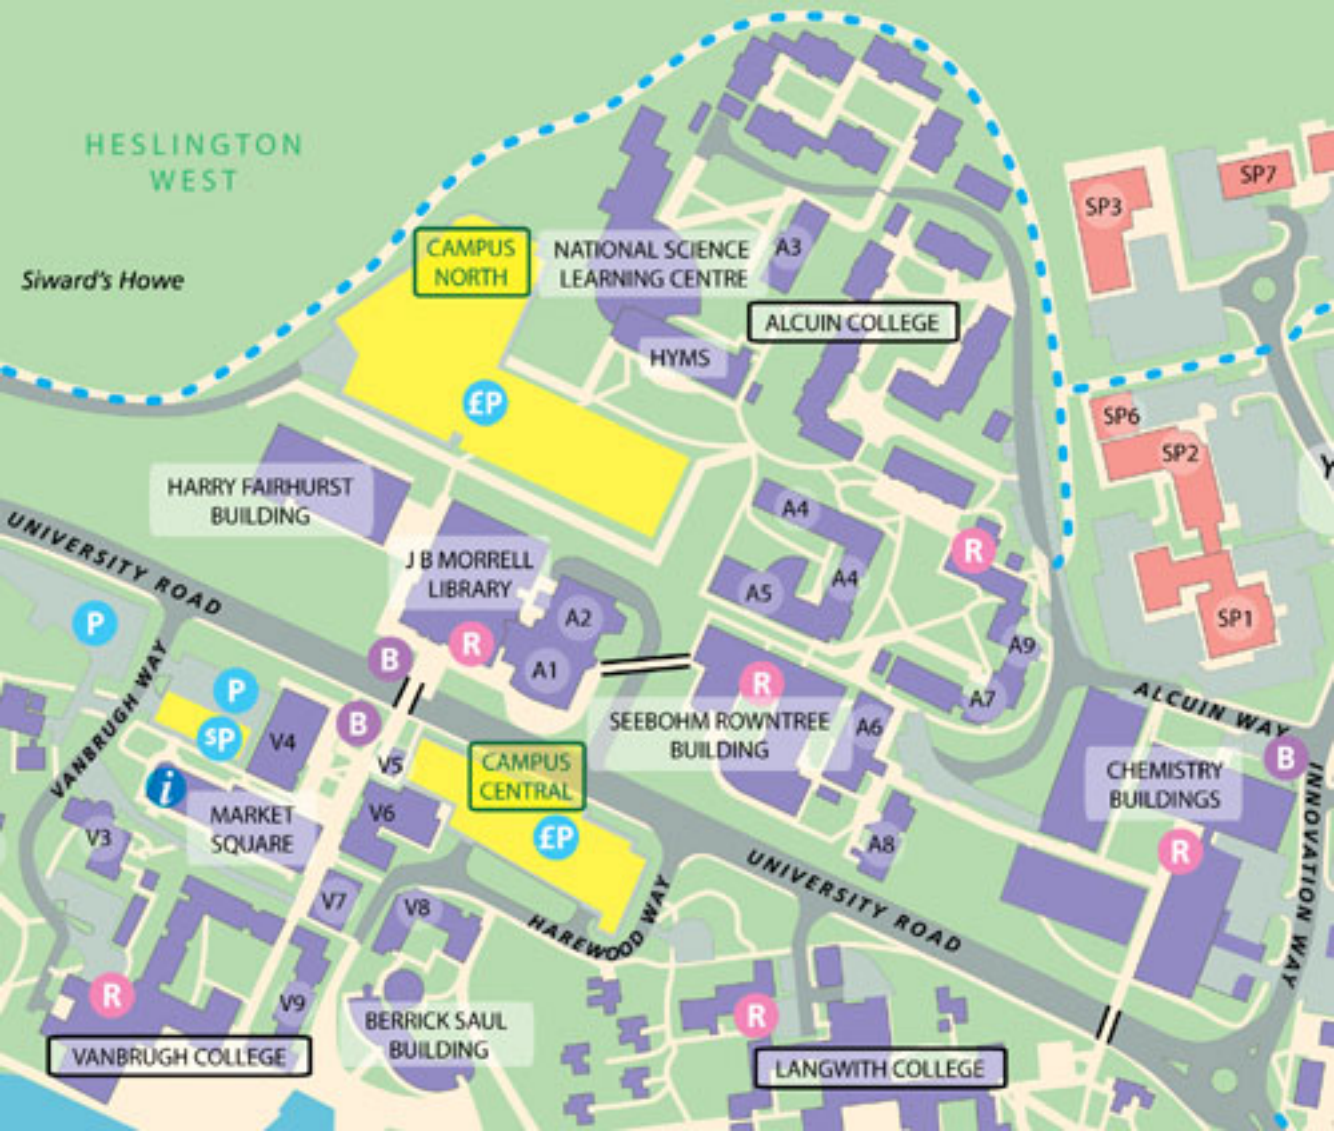 HESLINGTON
WEST
Siward's Howe
CAMPUS
NORTH
NATIONAL SCIENCE
LEARNING CENTRE
A3
ALCUIN COLLEGE
HYMS
£P
SP3
SP7
SP6
SP2
SP1
HARRY FAIRHURST
BUILDING
UNIVERSITY ROAD
J B MORRELL
LIBRARY
A2
A1
R
B
A4
A5
A4
R
A9
A7
R
SEEBOHM ROWNTREE
BUILDING
A6
A8
ALCUIN WAY
B
INNOVATION WAY
CHEMISTRY
BUILDINGS
R
P
P
sP
VANBRUGH WAY
V4
B
V5
CAMPUS
CENTRAL
£P
i
MARKET
SQUARE
V6
V3
V7
V8
HAREWOOD WAY
UNIVERSITY ROAD
R
V9
VANBRUGH COLLEGE
BERRICK SAUL
BUILDING
R
LANGWITH COLLEGE